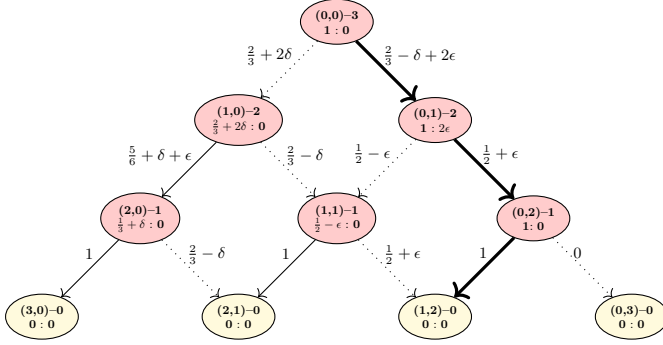 (0,0)–3
1 : 0
2/3 + 2δ
2/3 − δ + 2ϵ
(1,0)–2
2/3 + 2δ : 0
(0,1)–2
1 : 2ϵ
5/6 + δ + ϵ
2/3 − δ
1/2 − ϵ
1/2 + ϵ
(2,0)–1
1/3 + δ : 0
(1,1)–1
1/2 − ϵ : 0
(0,2)–1
1: 0
1
2/3 − δ
1
1/2 + ϵ
1
0
(3,0)–0
0 : 0
(2,1)–0
0 : 0
(1,2)–0
0 : 0
(0,3)–0
0 : 0